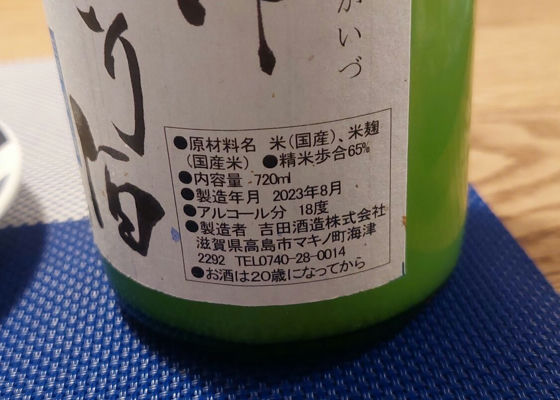 かいづ
り酒
●原材料名 米(国産)、米麹
(国産米) ●精米歩合65%
●内容量 720ml
●製造年月 2023年8月
●アルコール分 18度
●製造者 吉田酒造株式会社
滋賀県高島市マキノ町海津
2292 TEL0740-28-0014
●お酒は20歳になってから